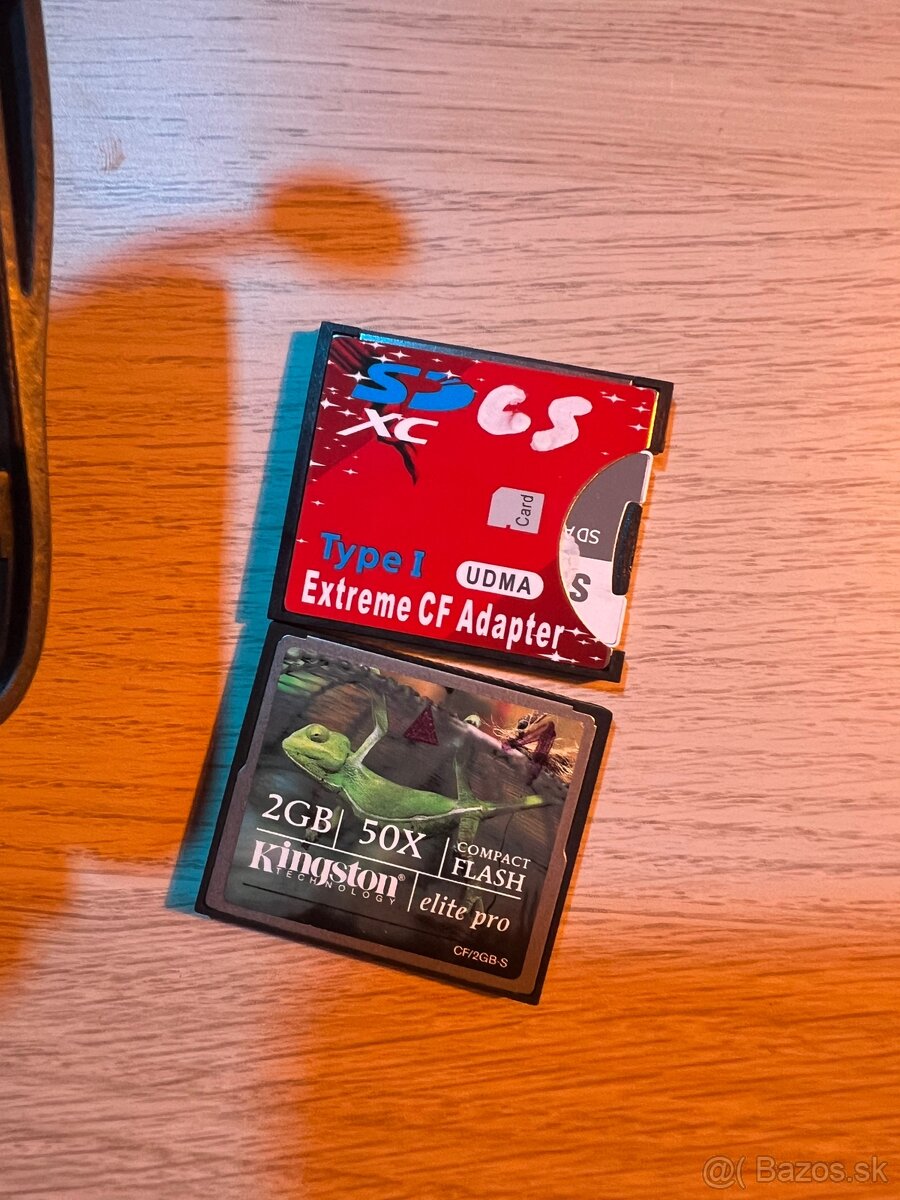 SD GS
XC
Card
SD A
S
Type I
UDMA
Extreme CF Adapter
2GB 50X COMPACT FLASH
Kingston®
TECHNOLOGY
elite pro
CF/2GB-S
@( Bazos.sk